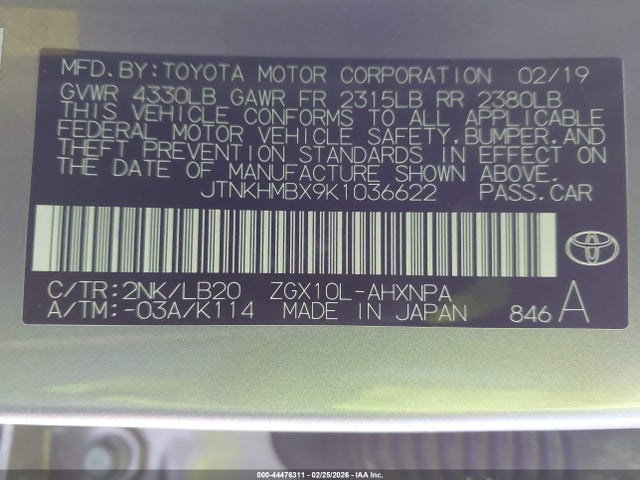 MFD. BY: TOYOTA MOTOR CORPORATION 02/19
GVWR 4330LB GAWR FR 2315LB RR 2380LB
THIS VEHICLE CONFORMS TO ALL APPLICABLE
FEDERAL MOTOR VEHICLE SAFETY, BUMPER, AND
THEFT PREVENTION STANDARDS IN EFFECT ON
THE DATE OF MANUFACTURE SHOWN ABOVE.
JTNKHMBX9K1036622 PASS. CAR
C/TR: 2NK/LB20 ZGX10L-AHXNPA
A/TM: -03A/K114 MADE IN JAPAN 846 A
000-44476311 - 02/25/2026 - IAA Inc.